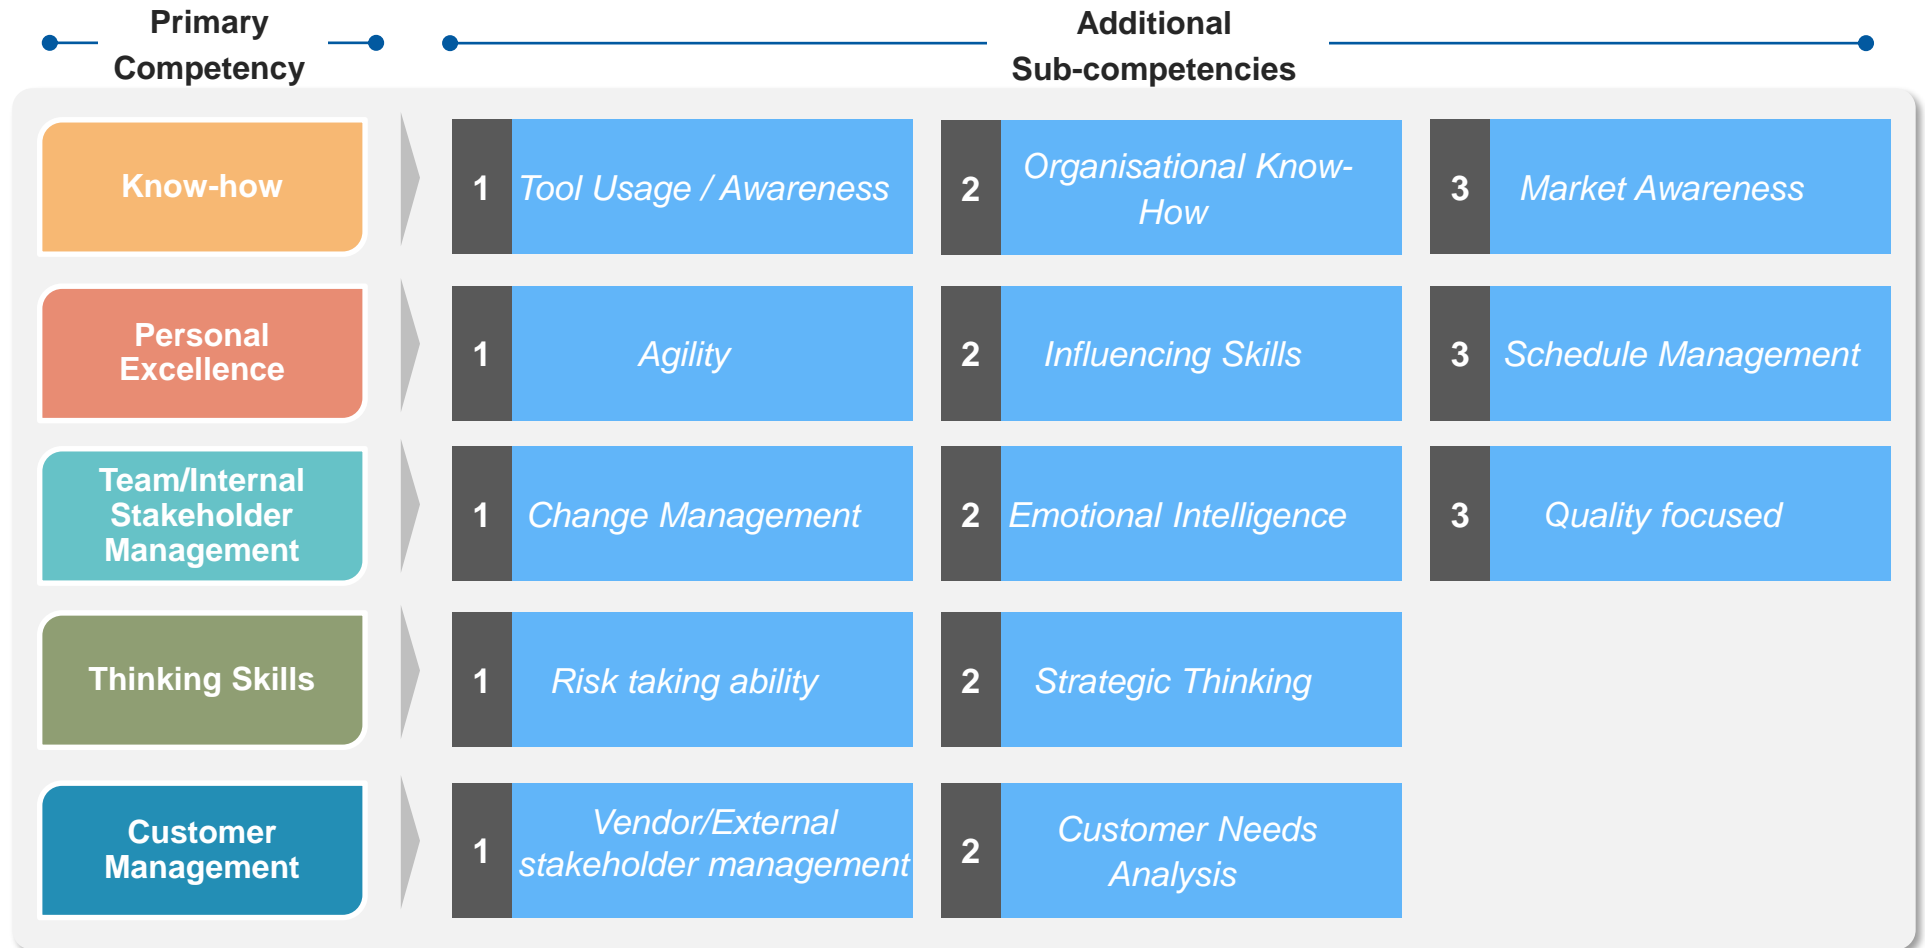 Primary
Competency
Additional
Sub-competencies
Know-how
1
Tool Usage / Awareness
2
Organisational Know-
How
3
Market Awareness
Personal
Excellence
1
Agility
2
Influencing Skills
3
Schedule Management
Team/Internal
Stakeholder
Management
1
Change Management
2
Emotional Intelligence
3
Quality focused
Thinking Skills
1
Risk taking ability
2
Strategic Thinking
Customer
Management
1
Vendor/External
stakeholder management
2
Customer Needs
Analysis